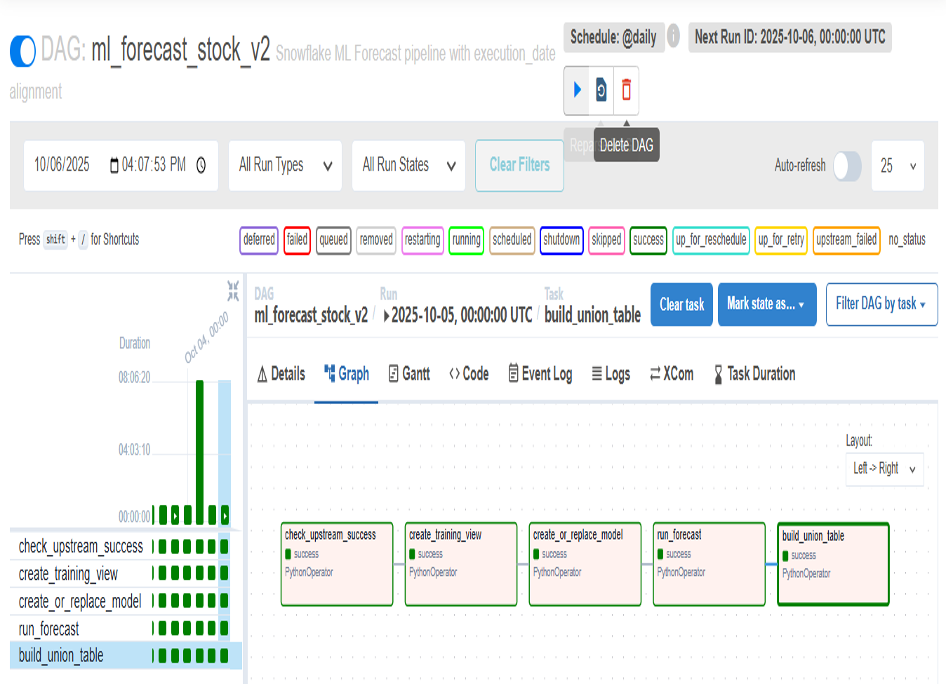 DAG: ml_forecast_stock_v2 Snowflake ML Forecast pipeline with execution_date alignment
Schedule: @daily
Next Run ID: 2025-10-06, 00:00:00 UTC
Delete DAG
10/06/2025 04:07:53 PM
All Run Types
All Run States
Clear Filters
Auto-refresh
25
Press shift + / for Shortcuts
deferred failed queued removed restarting running scheduled shutdown skipped success up_for_reschedule up_for_retry upstream_failed no_status
DAG
ml_forecast_stock_v2 /
Run
2025-10-05, 00:00:00 UTC /
Task
build_union_table
Clear task
Mark state as...
Filter DAG by task
Details
Graph
Gantt
<> Code
Event Log
Logs
XCom
Task Duration
Oct 04, 00:00
Duration
08:06:20
04:03:10
00:00:00
check_upstream_success
create_training_view
create_or_replace_model
run_forecast
build_union_table
Layout:
Left -> Right
check_upstream_success
success
PythonOperator
create_training_view
success
PythonOperator
create_or_replace_model
success
PythonOperator
run_forecast
success
PythonOperator
build_union_table
success
PythonOperator